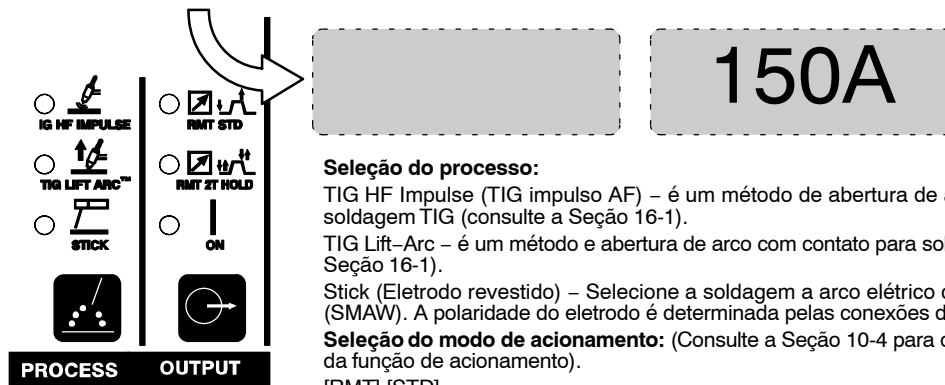 150A
IG HF IMPULSE
RMT STD
TIG LIFT ARC™
RMT 2T HOLD
STICK
ON
PROCESS
OUTPUT
Seleção do processo:
TIG HF Impulse (TIG impulso AF) – é um método de abertura de
soldagem TIG (consulte a Seção 16-1).
TIG Lift–Arc – é um método e abertura de arco com contato para
Seção 16-1).
Stick (Eletrodo revestido) – Selecione a soldagem a arco elétrico
(SMAW). A polaridade do eletrodo é determinada pelas conexões
Seleção do modo de acionamento: (Consulte a Seção 10-4 para
da função de acionamento).
[RMT] [STD]